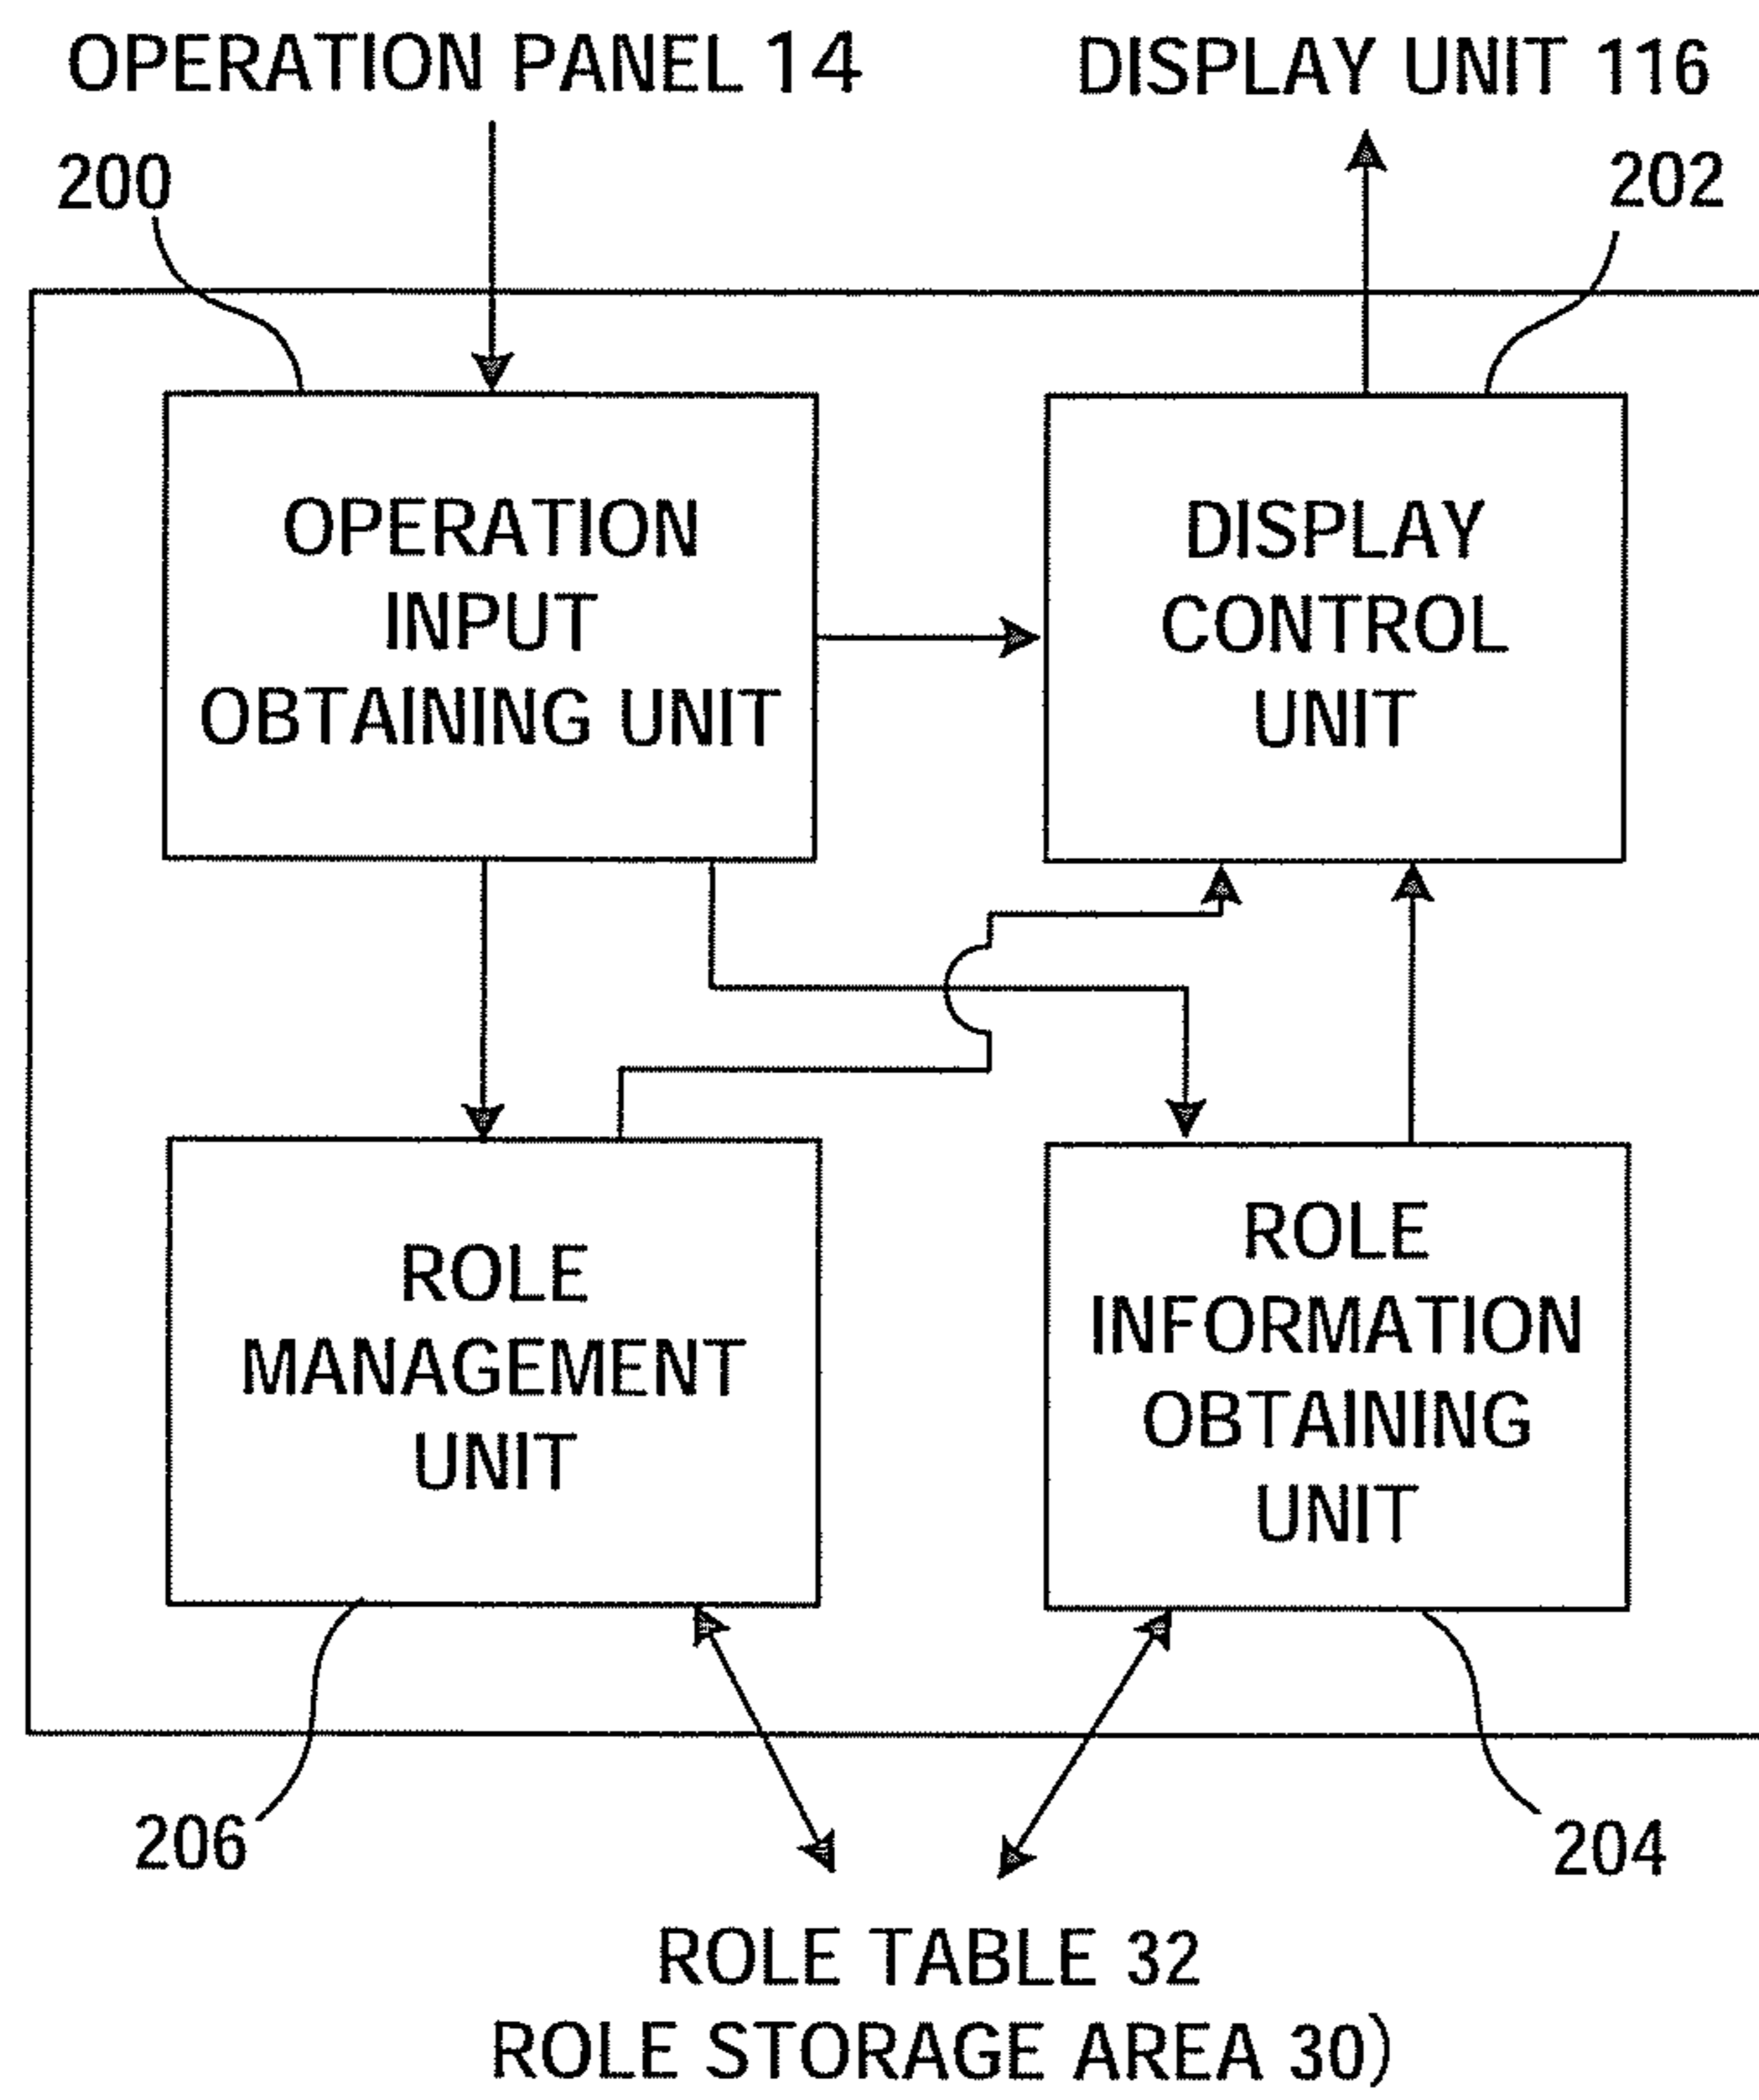 OPERATION PANEL 14
DISPLAY UNIT 116
200
202
OPERATION
INPUT
OBTAINING UNIT
DISPLAY
CONTROL
UNIT
ROLE
MANAGEMENT
UNIT
ROLE
INFORMATION
OBTAINING
UNIT
206
204
ROLE TABLE 32
ROLE STORAGE AREA 30)